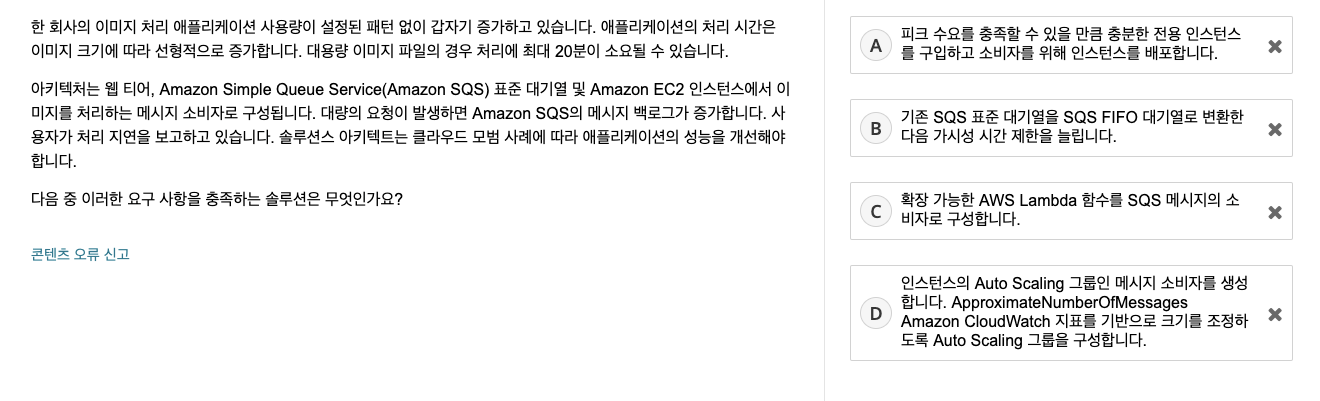 한 회사의 이미지 처리 애플리케이션 사용량이 설정된 패턴 없이 갑자기 증가하고 있습니다. 애플리케이션의 처리 시간은
이미지 크기에 따라 선형적으로 증가합니다. 대용량 이미지 파일의 경우 처리에 최대 20분이 소요될 수 있습니다.
아키텍처는 웹 티어, Amazon Simple Queue Service(Amazon SQS) 표준 대기열 및 Amazon EC2 인스턴스에서 이
미지를 처리하는 메시지 소비자로 구성됩니다. 대량의 요청이 발생하면 Amazon SQS의 메시지 백로그가 증가합니다. 사
용자가 처리 지연을 보고하고 있습니다. 솔루션스 아키텍트는 클라우드 모범 사례에 따라 애플리케이션의 성능을 개선해야
합니다.
다음 중 이러한 요구 사항을 충족하는 솔루션은 무엇인가요?
콘텐츠 오류 신고
A
피크 수요를 충족할 수 있을 만큼 충분한 전용 인스턴스
를 구입하고 소비자를 위해 인스턴스를 배포합니다.
B
기존 SQS 표준 대기열을 SQS FIFO 대기열로 변환한
다음 가시성 시간 제한을 늘립니다.
C
확장 가능한 AWS Lambda 함수를 SQS 메시지의 소
비자로 구성합니다.
D
인스턴스의 Auto Scaling 그룹인 메시지 소비자를 생성
합니다. ApproximateNumberOfMessages
Amazon CloudWatch 지표를 기반으로 크기를 조정하
도록 Auto Scaling 그룹을 구성합니다.